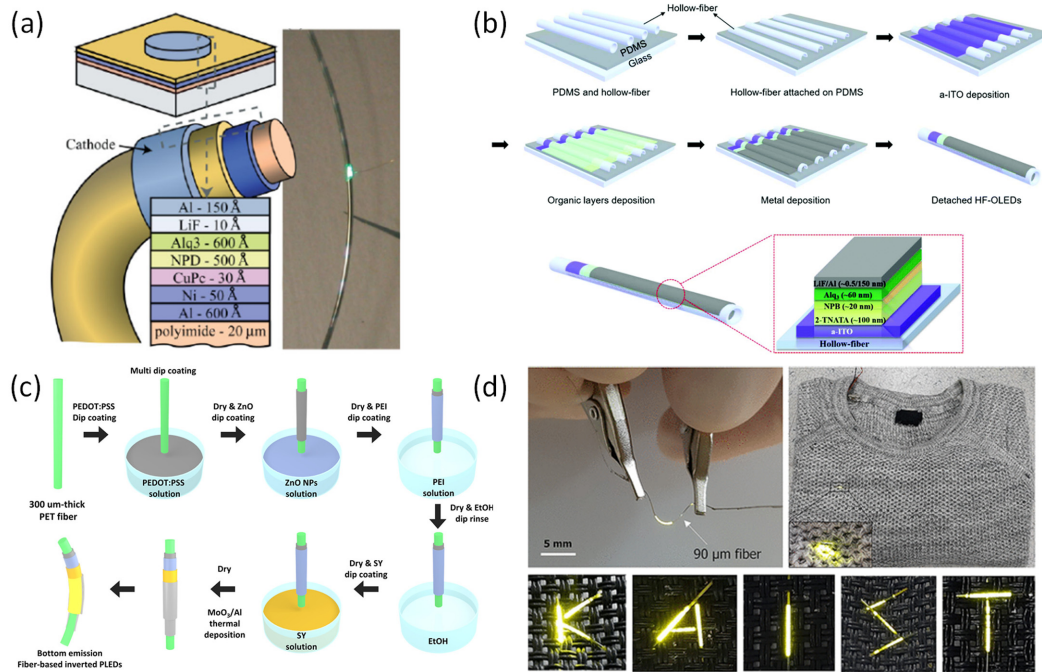 (a)
Cathode
Al - 150 Å
LiF - 10 Å
Alq3 - 600 Å
NPD - 500 Å
CuPc - 30 Å
Ni - 50 Å
Al - 600 Å
polyimide - 20 μm
(b)
Hollow-fiber
PDMS
Glass
PDMS and hollow-fiber
Hollow-fiber attached on PDMS
a-ITO deposition
Organic layers deposition
Metal deposition
Detached HF-OLEDs
LiF/Al (~0.5/150 nm)
Alq₃ (~60 nm)
NPB (~20 nm)
2-TNATA (~100 nm)
a-ITO
Hollow-fiber
(c)
300 um-thick
PET fiber
PEDOT:PSS
Dip coating
Multi dip coating
PEDOT:PSS
solution
Dry & ZnO
dip coating
ZnO NPs
solution
Dry & PEI
dip coating
PEI
solution
Dry & EtOH
dip rinse
EtOH
Dry & SY
dip coating
SY
solution
Dry
MoO₃/Al
thermal
deposition
Bottom emission
Fiber-based inverted PLEDs
(d)
5 mm
90 μm fiber
K A I S T